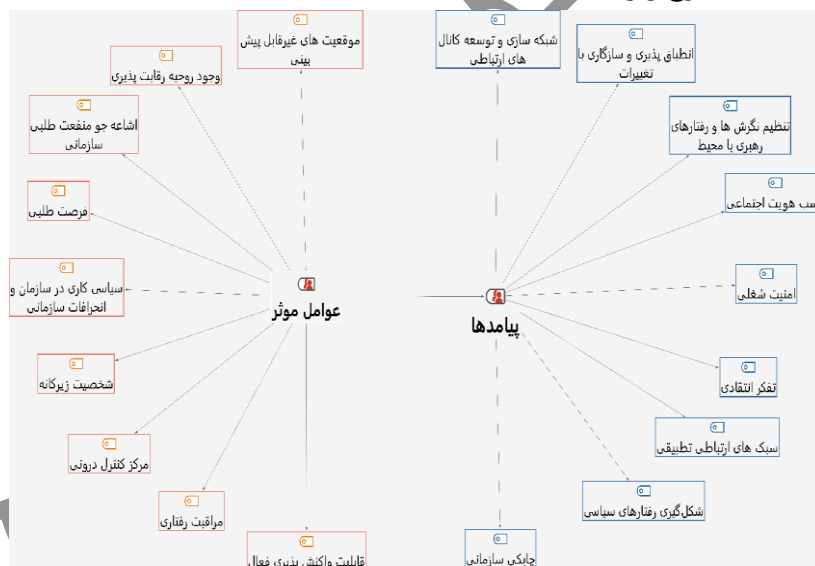 شبکه سازی و توسعه کانال
های ارتباطی
انطباق پذیری و سازگاری با
تغییرات
تنظیم نگرش ها و رفتارهای
رهبری با محیط
سب هویت اجتماعی
امنیت شغلی
تفکر انتقادی
سبک های ارتباطی تطبیقی
شکل‌گیری رفتارهای سیاسی
چابکی سازمانی
پیامدها
عوامل موثر
موقعیت های غیرقابل پیش
بینی
وجود روحیه رقابت پذیری
اشاعه جو منفعت طلبی
سازمانی
فرصت طلبی
سیاسی کاری در سازمان و
انحرافات سازمانی
شخصیت زیرکانه
مرکز کنترل درونی
مراقبت رفتاری
قابلیت واکنش پذیری فعال